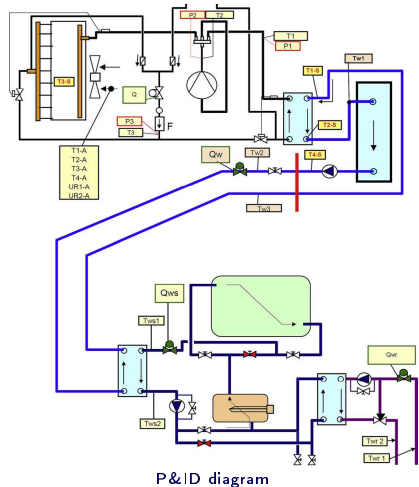 P2
T2
T1
P1
T3-S
Q
F
P3
T3
T1-A
T2-A
T3-A
T4-A
UR1-A
UR2-A
T1-S
Tw1
T2-S
Qw
Tw2
T4-S
Tw3
Qws
Tws1
Tws2
Qwr
Twr 2
Twr 1
P&ID diagram